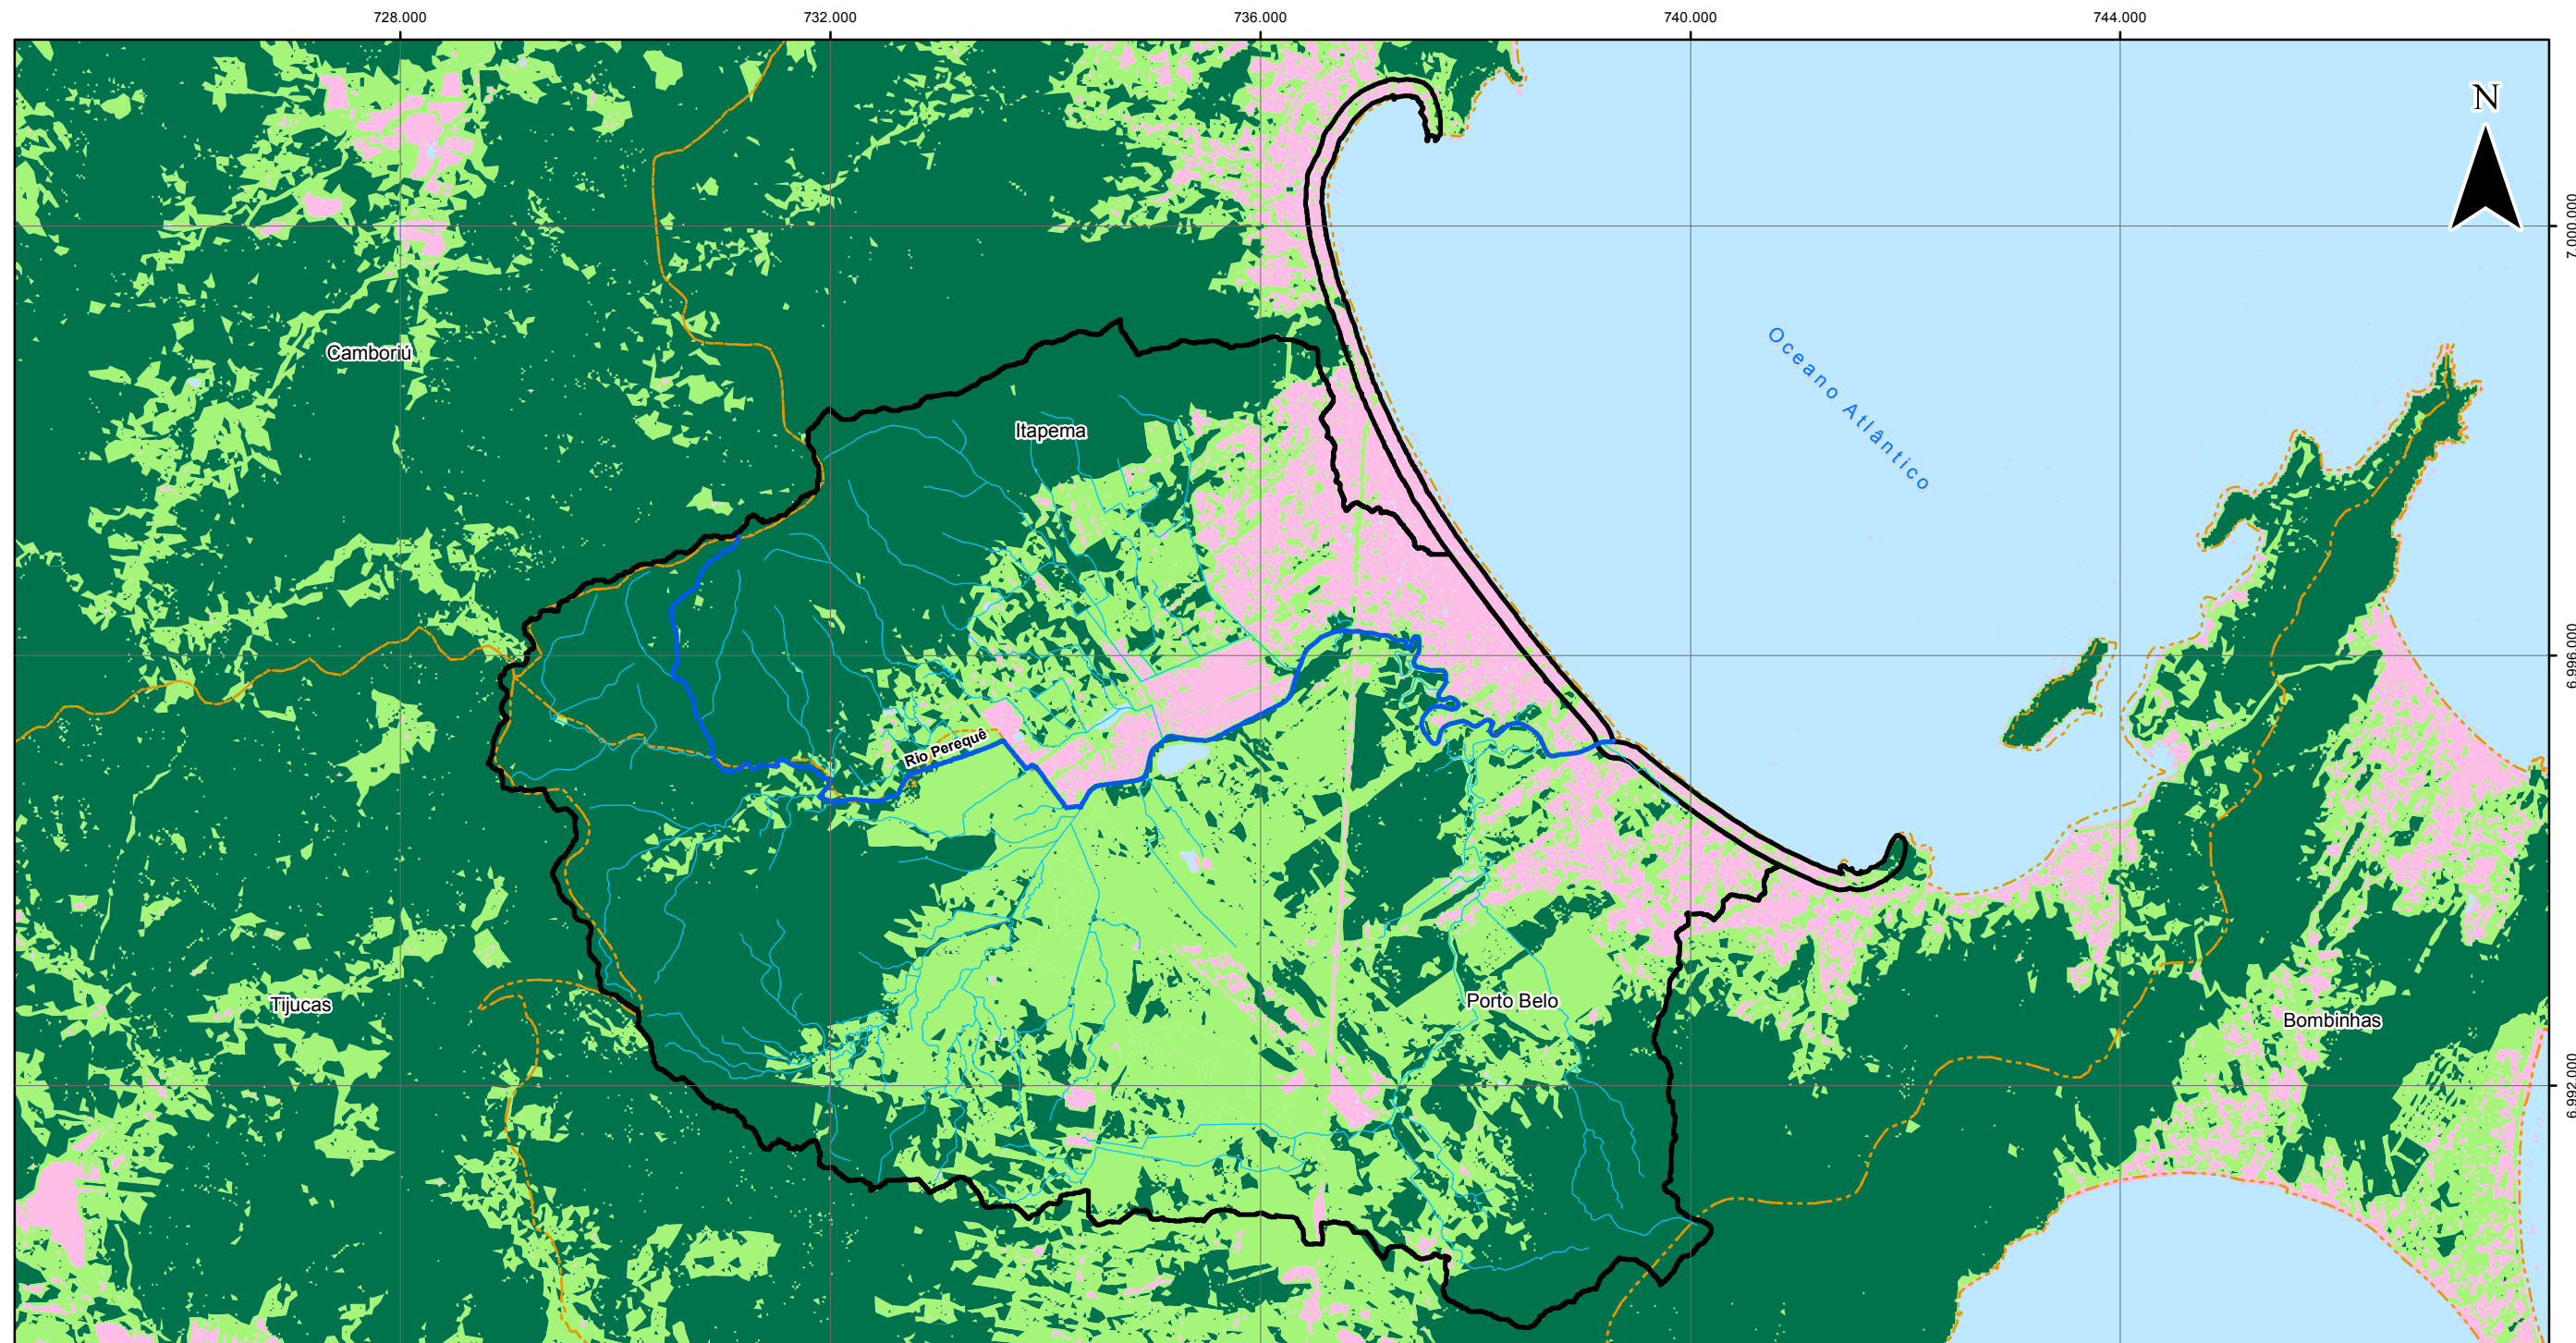 728.000 732.000 736.000 740.000 744.000
N
7.000.000
Oceano Atlântico
Camboriú
Itapema
6.996.000
Rio Perequê
Tijucas
Porto Belo
Bombinhas
6.992.000